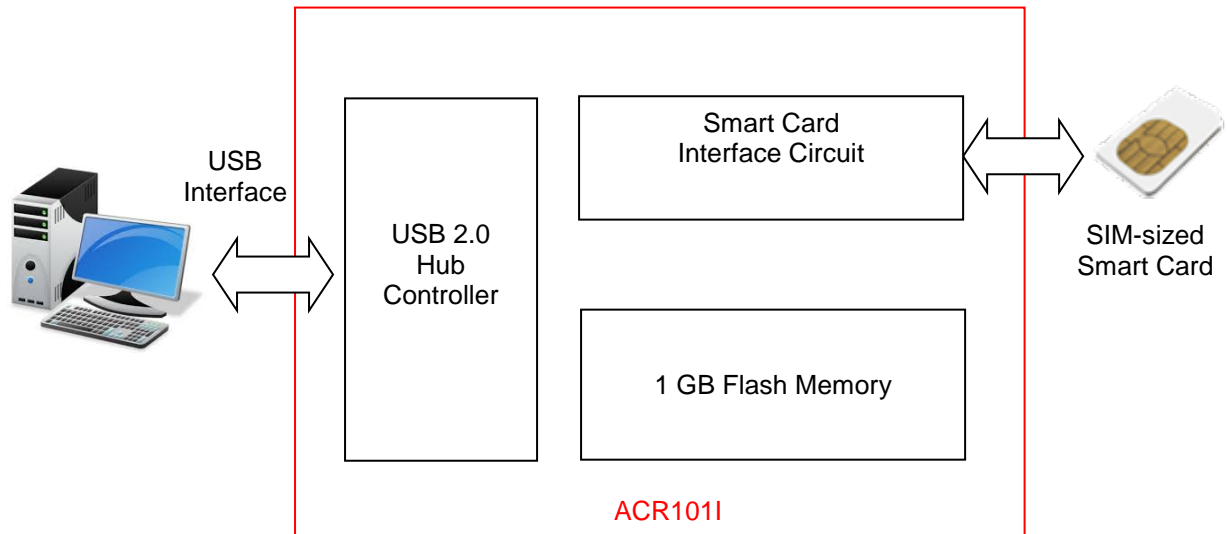 USB
Interface
USB 2.0
Hub
Controller
Smart Card
Interface Circuit
1 GB Flash Memory
SIM-sized
Smart Card
ACR101I